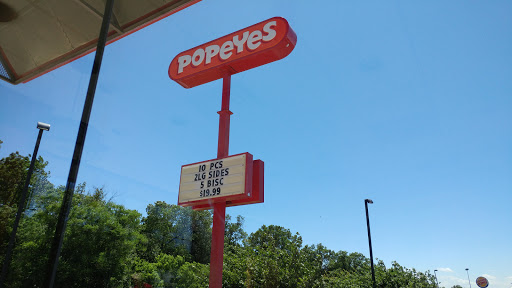 POPEYES
10 PCS
2LG SIDES
5 BISC
$19.99